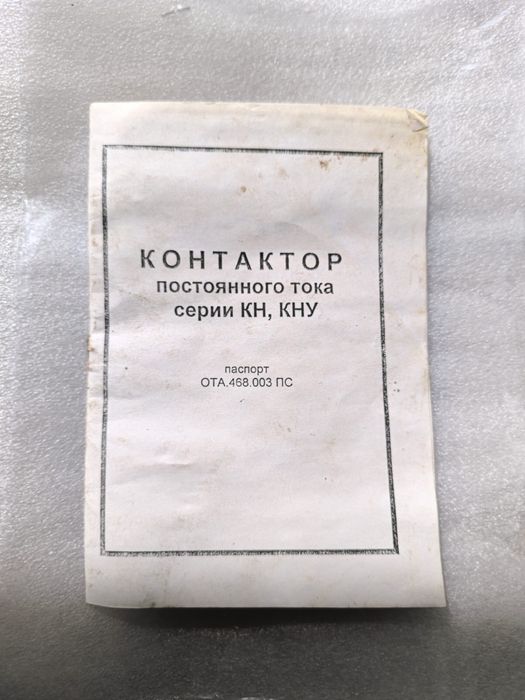 КОНТАКТОР
постоянного тока
серии КН, КНУ
паспорт
ОТА.468.003 ПС